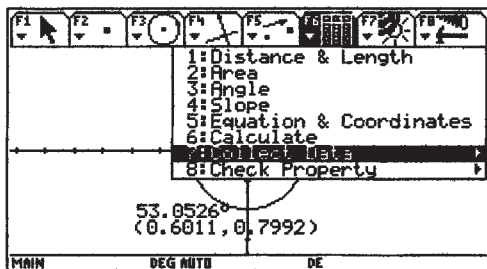 F1 F2 F3 F4 F5 F6 F7 F8
1:Distance & Length
2:Area
3:Angle
4:Slope
5:Equation & Coordinates
6:Calculate
7:Collect Data
8:Check Property
53.0526°
(0.6011,0.7992)
MAIN DEG AUTO DE